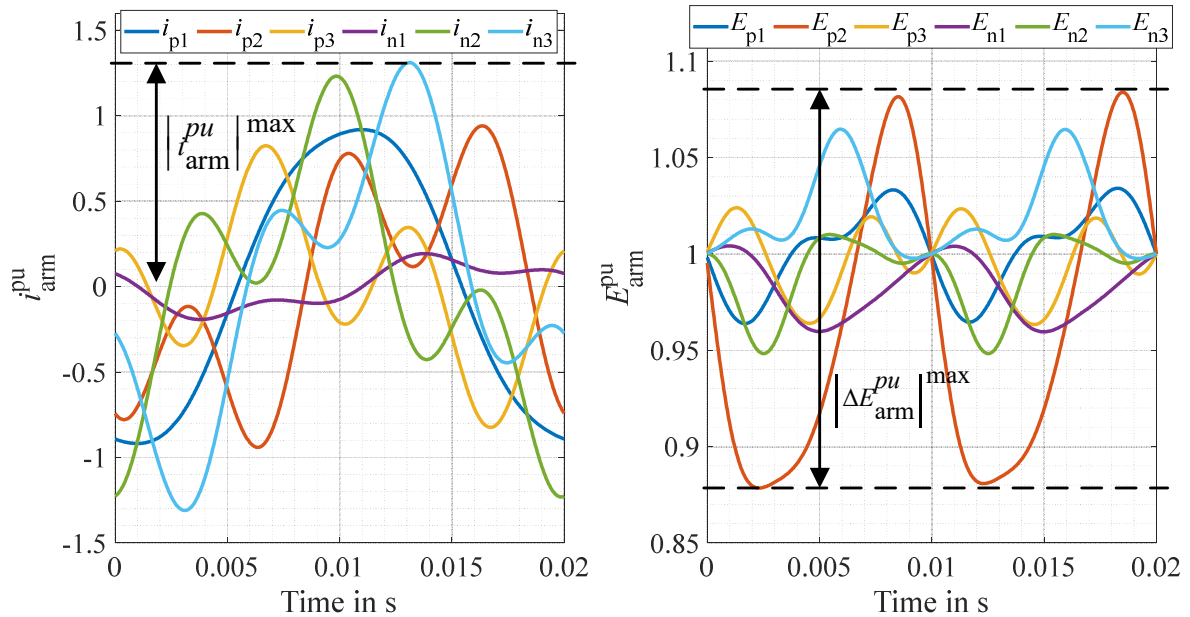 i_p1 i_p2 i_p3 i_n1 i_n2 i_n3
1.5
1
0.5
0
-0.5
-1
-1.5
i_arm^pu
|i_arm^pu|^max
0 0.005 0.01 0.015 0.02
Time in s
E_p1 E_p2 E_p3 E_n1 E_n2 E_n3
1.1
1.05
1
0.95
0.9
0.85
E_arm^pu
|ΔE_arm^pu|^max
0 0.005 0.01 0.015 0.02
Time in s